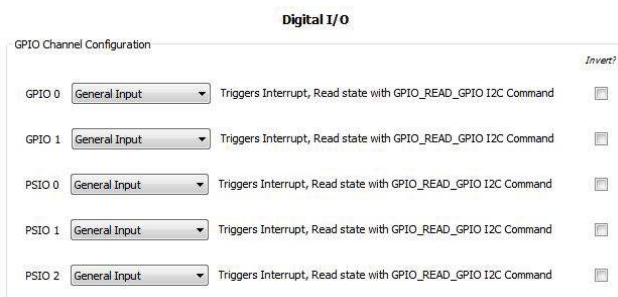 Digital I/O
GPIO Channel Configuration
Invert?
GPIO 0 General Input Triggers Interrupt, Read state with GPIO_READ_GPIO I2C Command
GPIO 1 General Input Triggers Interrupt, Read state with GPIO_READ_GPIO I2C Command
PSIO 0 General Input Triggers Interrupt, Read state with GPIO_READ_GPIO I2C Command
PSIO 1 General Input Triggers Interrupt, Read state with GPIO_READ_GPIO I2C Command
PSIO 2 General Input Triggers Interrupt, Read state with GPIO_READ_GPIO I2C Command